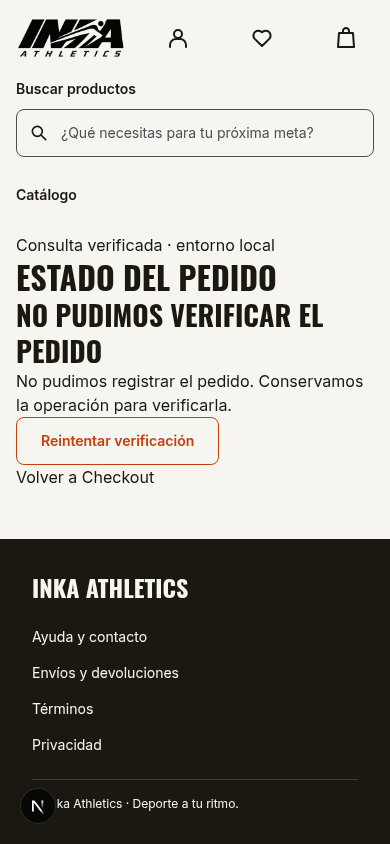 INKA
ATHLETICS
Buscar productos
¿Qué necesitas para tu próxima meta?
Catálogo
Consulta verificada · entorno local
ESTADO DEL PEDIDO
NO PUDIMOS VERIFICAR EL
PEDIDO
No pudimos registrar el pedido. Conservamos
la operación para verificarla.
Reintentar verificación
Volver a Checkout
INKA ATHLETICS
Ayuda y contacto
Envíos y devoluciones
Términos
Privacidad
N
ka Athletics · Deporte a tu ritmo.